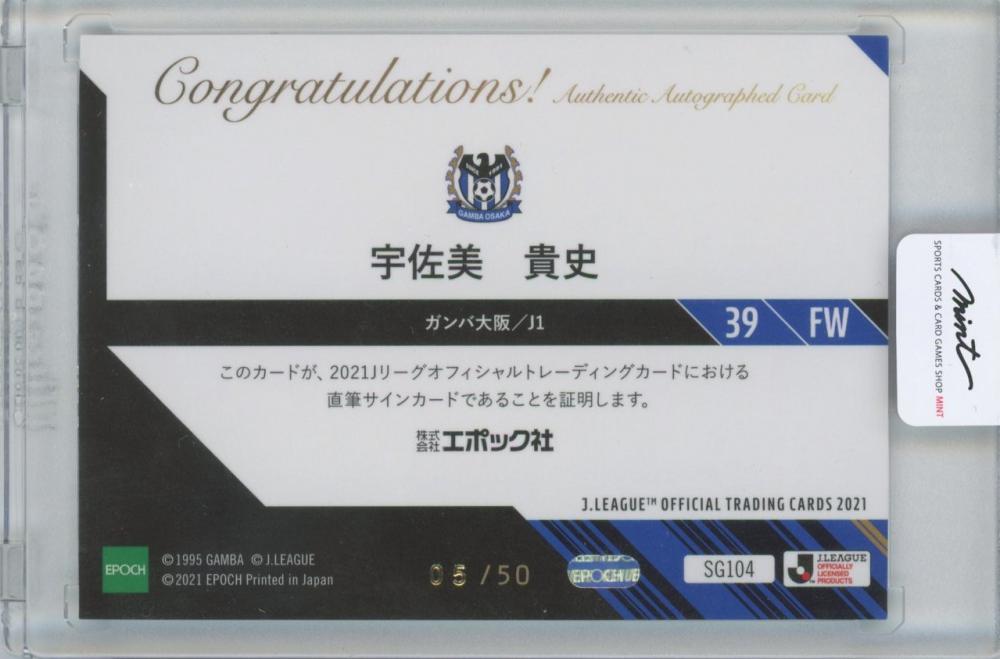 Congratulations! Authentic Autographed Card
GAMBA OSAKA
宇佐美 貴史
ガンバ大阪/J1
39 FW
このカードが、2021Jリーグオフィシャルトレーディングカードにおける
直筆サインカードであることを証明します。
株式会社エポック社
J.LEAGUE™ OFFICIAL TRADING CARDS 2021
EPOCH
©1995 GAMBA ©J.LEAGUE
©2021 EPOCH Printed in Japan
05/50
EPOCH
SG104
J.LEAGUE
OFFICIALLY
LICENSED
PRODUCTS
mint
SPORTS CARDS & CARD GAMES SHOP MINT